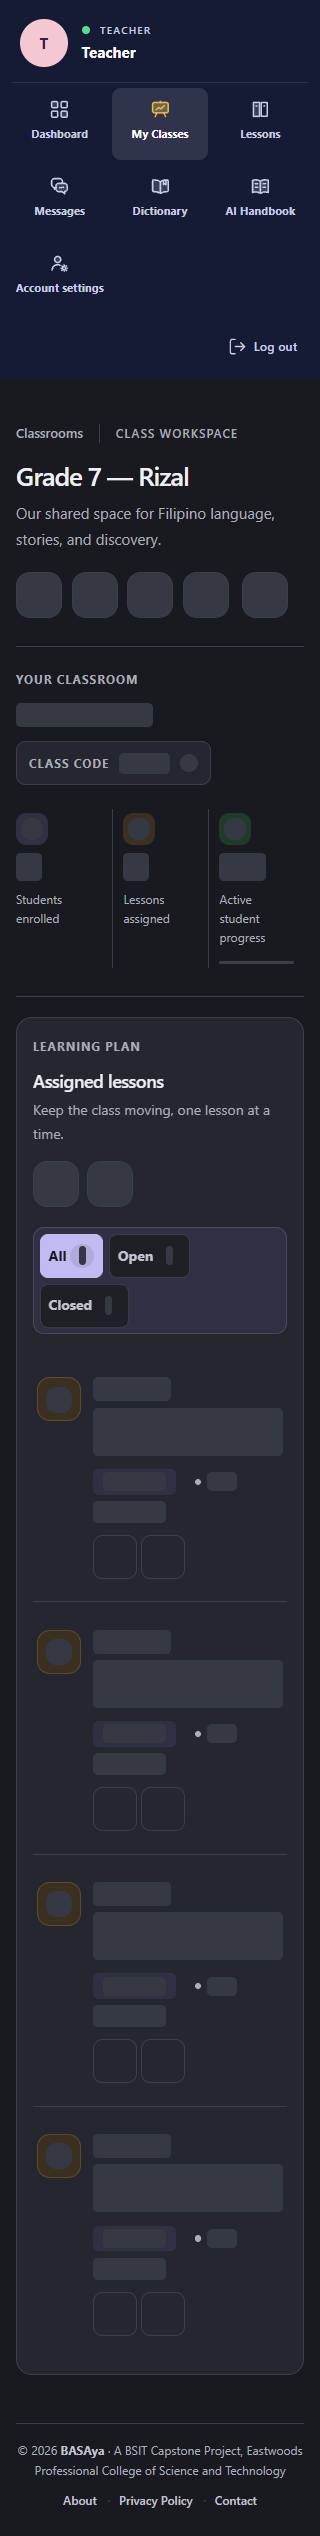 T
TEACHER
Teacher
Dashboard
My Classes
Lessons
Messages
Dictionary
AI Handbook
Account settings
Log out
Classrooms
CLASS WORKSPACE
Grade 7 — Rizal
Our shared space for Filipino language,
stories, and discovery.
YOUR CLASSROOM
CLASS CODE
Students
enrolled
Lessons
assigned
Active
student
progress
LEARNING PLAN
Assigned lessons
Keep the class moving, one lesson at a
time.
All
Open
Closed
© 2026 BASAya · A BSIT Capstone Project, Eastwoods
Professional College of Science and Technology
About · Privacy Policy · Contact